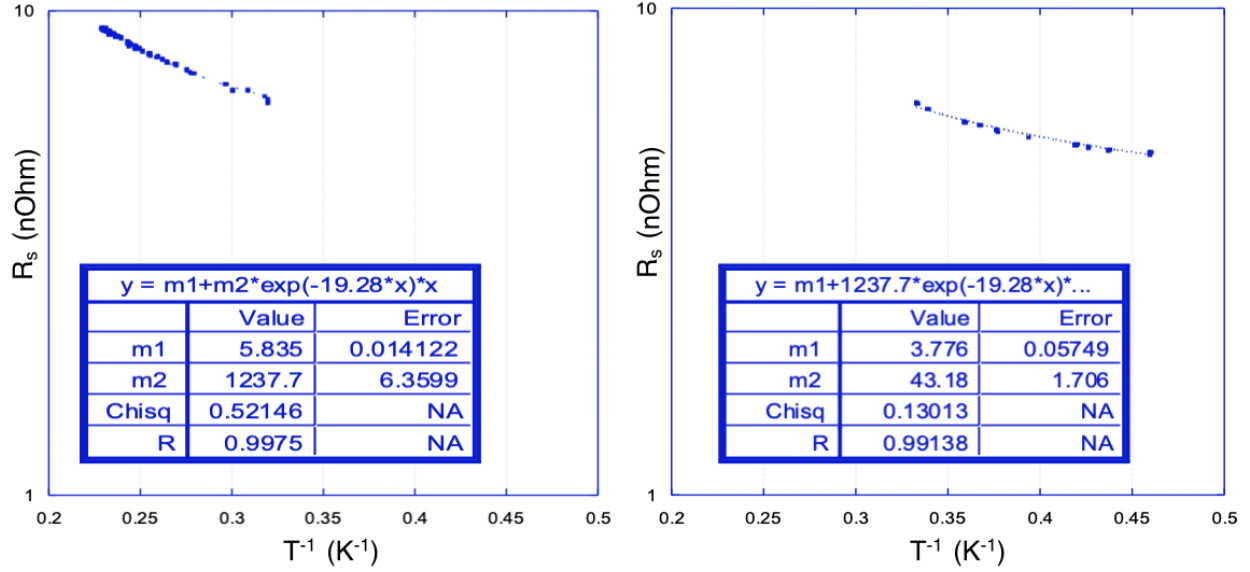 10
R_s (nOhm)
y = m1+m2*exp(-19.28*x)*x
Value Error
m1 5.835 0.014122
m2 1237.7 6.3599
Chisq 0.52146 NA
R 0.9975 NA
1
0.2 0.25 0.3 0.35 0.4 0.45 0.5
T^-1 (K^-1)
10
R_s (nOhm)
y = m1+1237.7*exp(-19.28*x)*...
Value Error
m1 3.776 0.05749
m2 43.18 1.706
Chisq 0.13013 NA
R 0.99138 NA
1
0.2 0.25 0.3 0.35 0.4 0.45 0.5
T^-1 (K^-1)